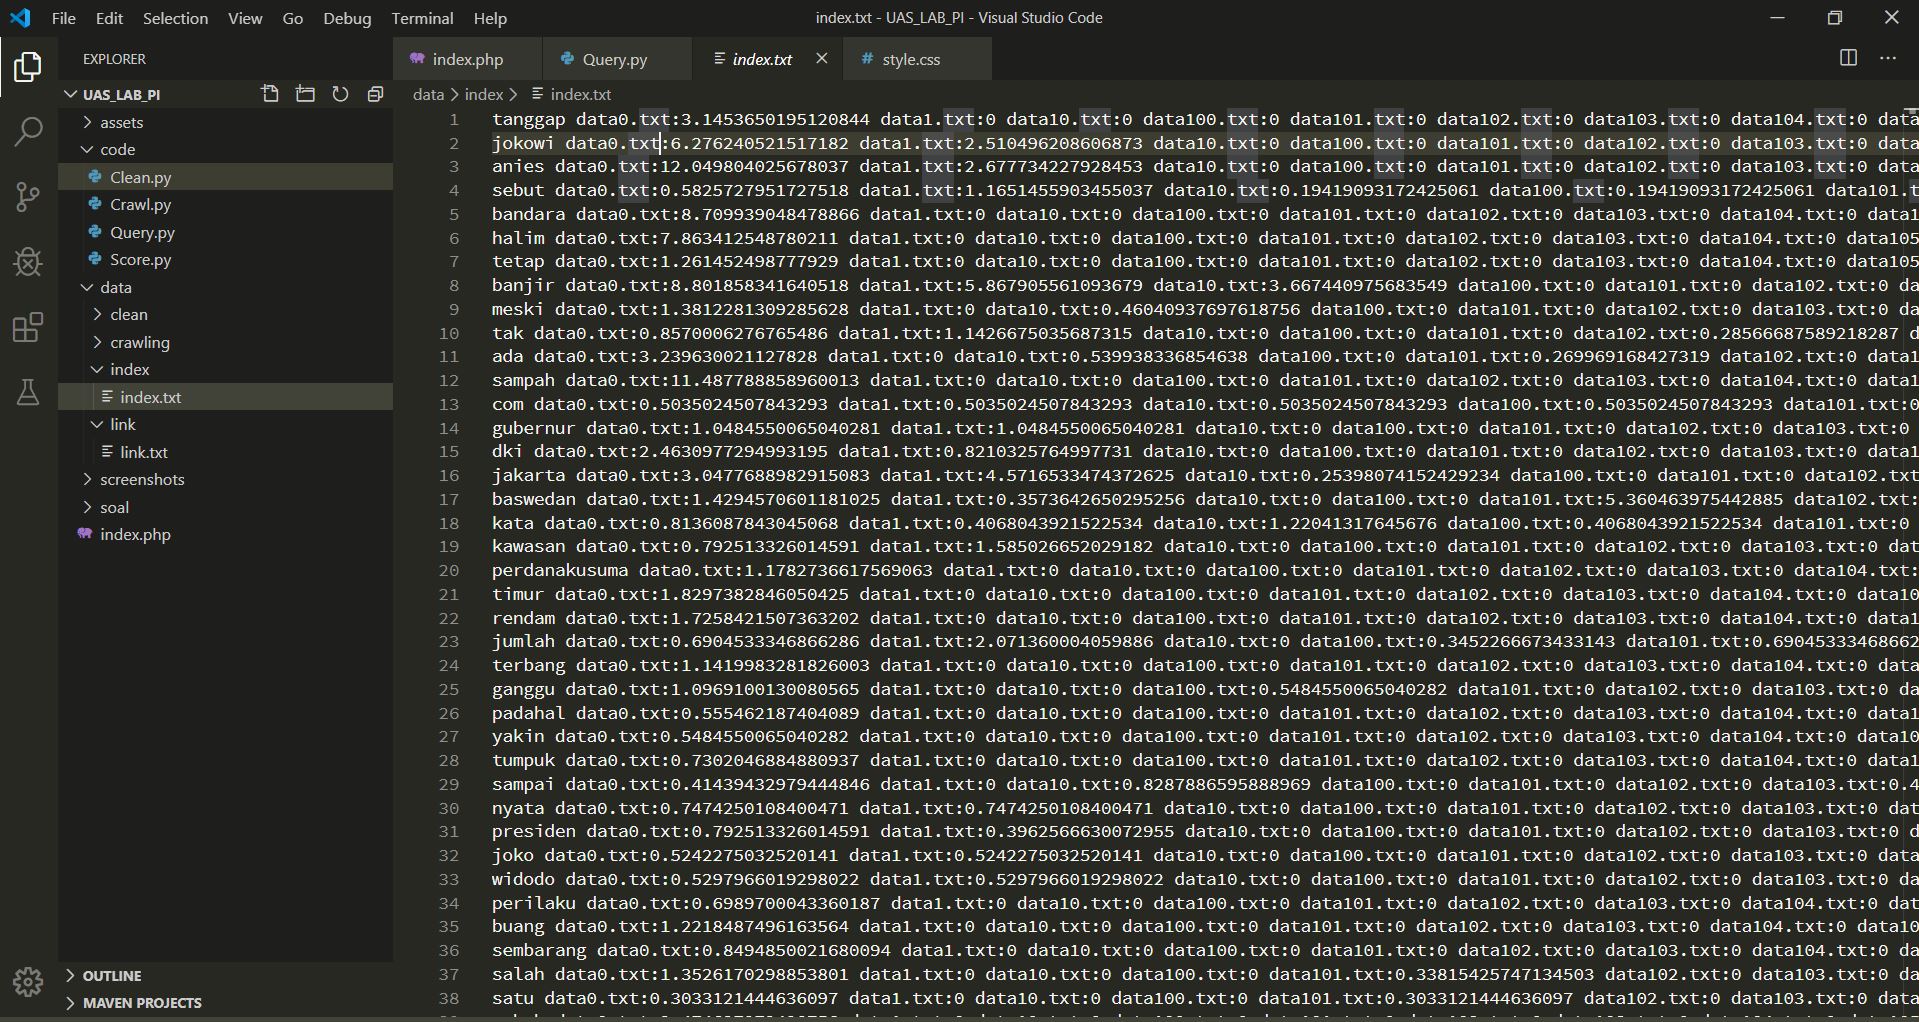 File Edit Selection View Go Debug Terminal Help
index.txt - UAS_LAB_PI - Visual Studio Code
EXPLORER
UAS_LAB_PI
assets
code
Clean.py
Crawl.py
Query.py
Score.py
data
clean
crawling
index
index.txt
link
link.txt
screenshots
soal
index.php
OUTLINE
MAVEN PROJECTS
index.php Query.py index.txt style.css
data index index.txt
1 tanggap data0.txt:3.1453650195120844 data1.txt:0 data10.txt:0 data100.txt:0 data101.txt:0 data102.txt:0 data103.txt:0 data104.txt:0 data
2 jokowi data0.txt:6.276240521517182 data1.txt:2.510496208606873 data10.txt:0 data100.txt:0 data101.txt:0 data102.txt:0 data103.txt:0 data
3 anies data0.txt:12.049804025678037 data1.txt:2.677734227928453 data10.txt:0 data100.txt:0 data101.txt:0 data102.txt:0 data103.txt:0 data
4 sebut data0.txt:0.5825727951727518 data1.txt:1.1651455903455037 data10.txt:0.19419093172425061 data100.txt:0.19419093172425061 data101.t
5 bandara data0.txt:8.709939048478866 data1.txt:0 data10.txt:0 data100.txt:0 data101.txt:0 data102.txt:0 data103.txt:0 data104.txt:0 data1
6 halim data0.txt:7.863412548780211 data1.txt:0 data10.txt:0 data100.txt:0 data101.txt:0 data102.txt:0 data103.txt:0 data104.txt:0 data105
7 tetap data0.txt:1.261452498777929 data1.txt:0 data10.txt:0 data100.txt:0 data101.txt:0 data102.txt:0 data103.txt:0 data104.txt:0 data105
8 banjir data0.txt:8.801858341640518 data1.txt:5.867905561093679 data10.txt:3.667440975683549 data100.txt:0 data101.txt:0 data102.txt:0 da
9 meski data0.txt:1.3812281309285628 data1.txt:0 data10.txt:0.46040937697618756 data100.txt:0 data101.txt:0 data102.txt:0 data103.txt:0 da
10 tak data0.txt:0.8570006276765486 data1.txt:1.1426675035687315 data10.txt:0 data100.txt:0 data101.txt:0 data102.txt:0.28566687589218287 d
11 ada data0.txt:3.239630021127828 data1.txt:0 data10.txt:0.539938336854638 data100.txt:0 data101.txt:0.269969168427319 data102.txt:0 data1
12 sampah data0.txt:11.487788858960013 data1.txt:0 data10.txt:0 data100.txt:0 data101.txt:0 data102.txt:0 data103.txt:0 data104.txt:0 data1
13 com data0.txt:0.5035024507843293 data1.txt:0.5035024507843293 data10.txt:0.5035024507843293 data100.txt:0.5035024507843293 data101.txt:0
14 gubernur data0.txt:1.0484550065040281 data1.txt:1.0484550065040281 data10.txt:0 data100.txt:0 data101.txt:0 data102.txt:0 data103.txt:0
15 dki data0.txt:2.4630977294993195 data1.txt:0.8210325764997731 data10.txt:0 data100.txt:0 data101.txt:0 data102.txt:0 data103.txt:0 data1
16 jakarta data0.txt:3.0477688982915083 data1.txt:4.5716533474372625 data10.txt:0.25398074152429234 data100.txt:0 data101.txt:0 data102.txt
17 baswedan data0.txt:1.4294570601181025 data1.txt:0.3573642650295256 data10.txt:0 data100.txt:0 data101.txt:5.360463975442885 data102.txt:
18 kata data0.txt:0.8136087843045068 data1.txt:0.4068043921522534 data10.txt:1.22041317645676 data100.txt:0.4068043921522534 data101.txt:0
19 kawasan data0.txt:0.792513326014591 data1.txt:1.585026652029182 data10.txt:0 data100.txt:0 data101.txt:0 data102.txt:0 data103.txt:0 dat
20 perdanakusuma data0.txt:1.1782736617569063 data1.txt:0 data10.txt:0 data100.txt:0 data101.txt:0 data102.txt:0 data103.txt:0 data104.txt:
21 timur data0.txt:1.8297382846050425 data1.txt:0 data10.txt:0 data100.txt:0 data101.txt:0 data102.txt:0 data103.txt:0 data104.txt:0 data10
22 rendam data0.txt:1.7258421507363202 data1.txt:0 data10.txt:0 data100.txt:0 data101.txt:0 data102.txt:0 data103.txt:0 data104.txt:0 data1
23 jumlah data0.txt:0.6904533346866286 data1.txt:2.071360004059886 data10.txt:0 data100.txt:0.3452266673433143 data101.txt:0.69045333468662
24 terbang data0.txt:1.1419983281826003 data1.txt:0 data10.txt:0 data100.txt:0 data101.txt:0 data102.txt:0 data103.txt:0 data104.txt:0 data
25 ganggu data0.txt:1.0969100130080565 data1.txt:0 data10.txt:0 data100.txt:0.5484550065040282 data101.txt:0 data102.txt:0 data103.txt:0 da
26 padahal data0.txt:0.555462187404089 data1.txt:0 data10.txt:0 data100.txt:0 data101.txt:0 data102.txt:0 data103.txt:0 data104.txt:0 data1
27 yakin data0.txt:0.5484550065040282 data1.txt:0 data10.txt:0 data100.txt:0 data101.txt:0 data102.txt:0 data103.txt:0 data104.txt:0 data10
28 tumpuk data0.txt:0.7302046884880937 data1.txt:0 data10.txt:0 data100.txt:0 data101.txt:0 data102.txt:0 data103.txt:0 data104.txt:0 data1
29 sampai data0.txt:0.41439432979444846 data1.txt:0 data10.txt:0.8287886595888969 data100.txt:0 data101.txt:0 data102.txt:0 data103.txt:0.4
30 nyata data0.txt:0.7474250108400471 data1.txt:0.7474250108400471 data10.txt:0 data100.txt:0 data101.txt:0 data102.txt:0 data103.txt:0 dat
31 presiden data0.txt:0.792513326014591 data1.txt:0.3962566630072955 data10.txt:0 data100.txt:0 data101.txt:0 data102.txt:0 data103.txt:0 d
32 joko data0.txt:0.5242275032520141 data1.txt:0.5242275032520141 data10.txt:0 data100.txt:0 data101.txt:0 data102.txt:0 data103.txt:0 data
33 widodo data0.txt:0.5297966019298022 data1.txt:0.5297966019298022 data10.txt:0 data100.txt:0 data101.txt:0 data102.txt:0 data103.txt:0 da
34 perilaku data0.txt:0.6989700043360187 data1.txt:0 data10.txt:0 data100.txt:0 data101.txt:0 data102.txt:0 data103.txt:0 data104.txt:0 dat
35 buang data0.txt:1.2218487496163564 data1.txt:0 data10.txt:0 data100.txt:0 data101.txt:0 data102.txt:0 data103.txt:0 data104.txt:0 data10
36 sembarang data0.txt:0.8494850021680094 data1.txt:0 data10.txt:0 data100.txt:0 data101.txt:0 data102.txt:0 data103.txt:0 data104.txt:0 da
37 salah data0.txt:1.3526170298853801 data1.txt:0 data10.txt:0 data100.txt:0 data101.txt:0.33815425747134503 data102.txt:0 data103.txt:0 da
38 satu data0.txt:0.3033121444636097 data1.txt:0 data10.txt:0 data100.txt:0 data101.txt:0.3033121444636097 data102.txt:0 data103.txt:0 data